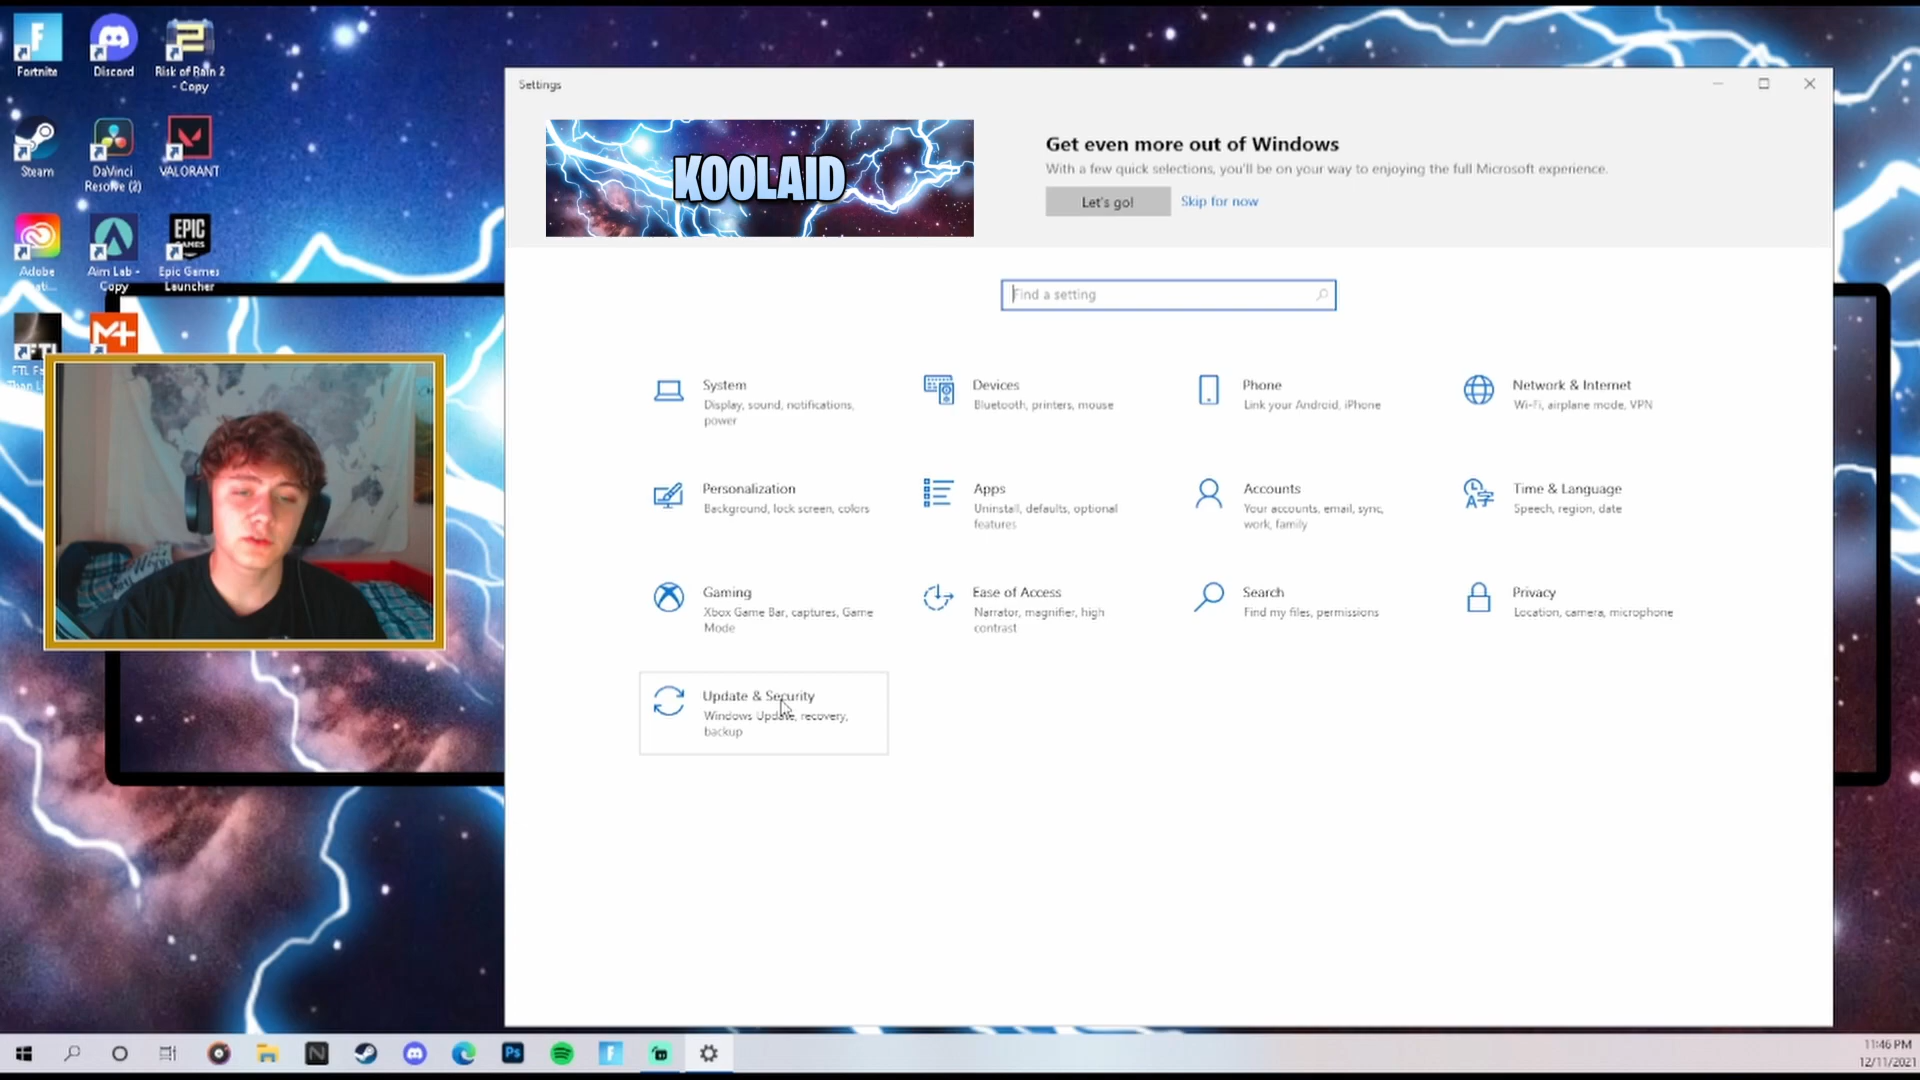 Fortnite
Discord
Risk of Rain 2
- Copy
Steam
DaVinci
Resolve (2)
VALORANT
Adobe
Aim Lab -
Copy
EPIC
GAMES
Epic Games
Launcher
FTL
Settings
KOOLAID
Get even more out of Windows
With a few quick selections, you'll be on your way to enjoying the full Microsoft experience.
Let's go!
Skip for now
Find a setting
System
Display, sound, notifications,
power
Devices
Bluetooth, printers, mouse
Phone
Link your Android, iPhone
Network & Internet
Wi-Fi, airplane mode, VPN
Personalization
Background, lock screen, colors
Apps
Uninstall, defaults, optional
features
Accounts
Your accounts, email, sync,
work, family
Time & Language
Speech, region, date
Gaming
Xbox Game Bar, captures, Game
Mode
Ease of Access
Narrator, magnifier, high
contrast
Search
Find my files, permissions
Privacy
Location, camera, microphone
Update & Security
Windows Update, recovery,
backup
Ps
11:46 PM
12/11/2021